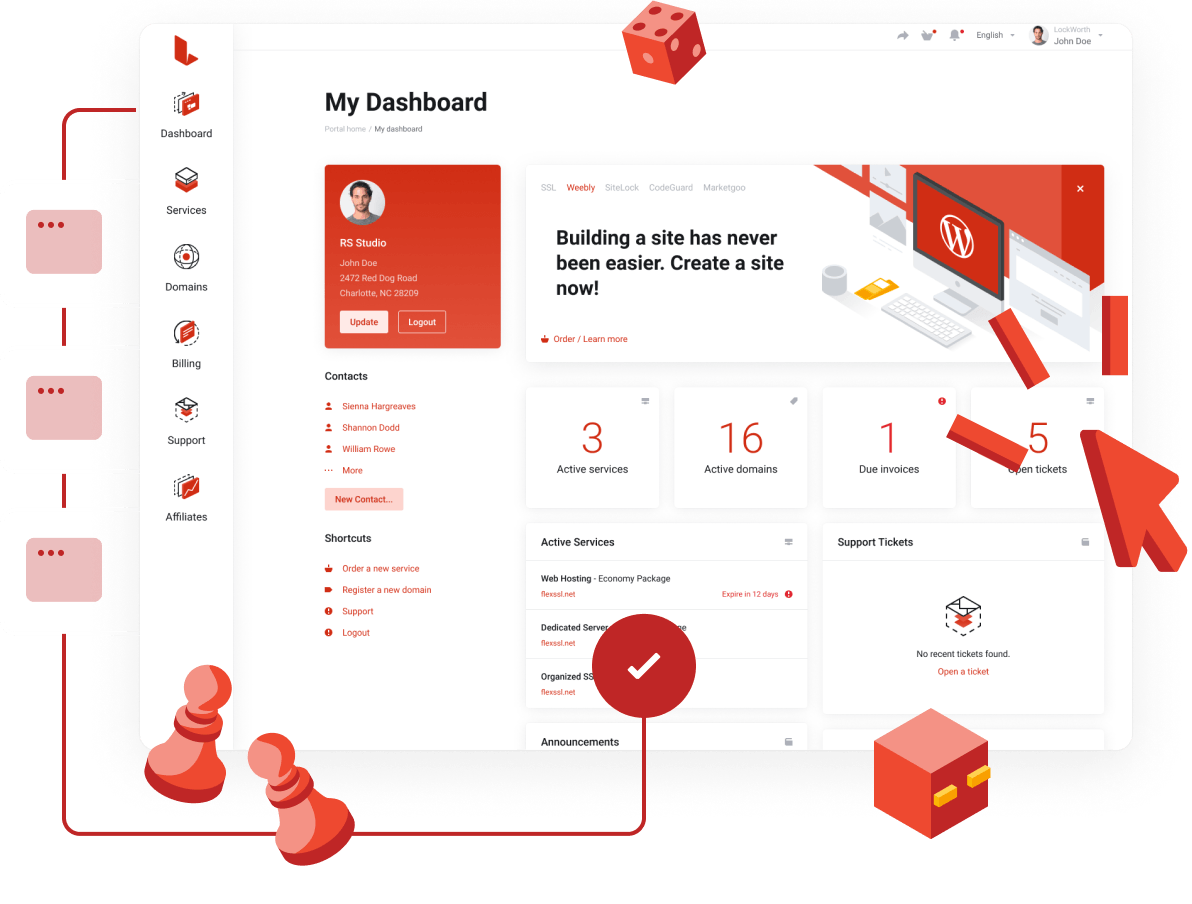 English
LockWorth
John Doe
Dashboard
Services
Domains
Billing
Support
Affiliates
My Dashboard
Portal home / My dashboard
RS Studio
John Doe
2472 Red Dog Road
Charlotte, NC 28209
Update Logout
SSL Weebly SiteLock CodeGuard Marketgoo
Building a site has never
been easier. Create a site
now!
Order / Learn more
Contacts
Sienna Hargreaves
Shannon Dodd
William Rowe
More
New Contact...
Shortcuts
Order a new service
Register a new domain
Support
Logout
3
Active services
16
Active domains
1
Due invoices
5
Open tickets
Active Services
Web Hosting - Economy Package
flexssl.net
Expire in 12 days
Dedicated Server
flexssl.net
Organized
flexssl.net
Announcements
Support Tickets
No recent tickets found.
Open a ticket